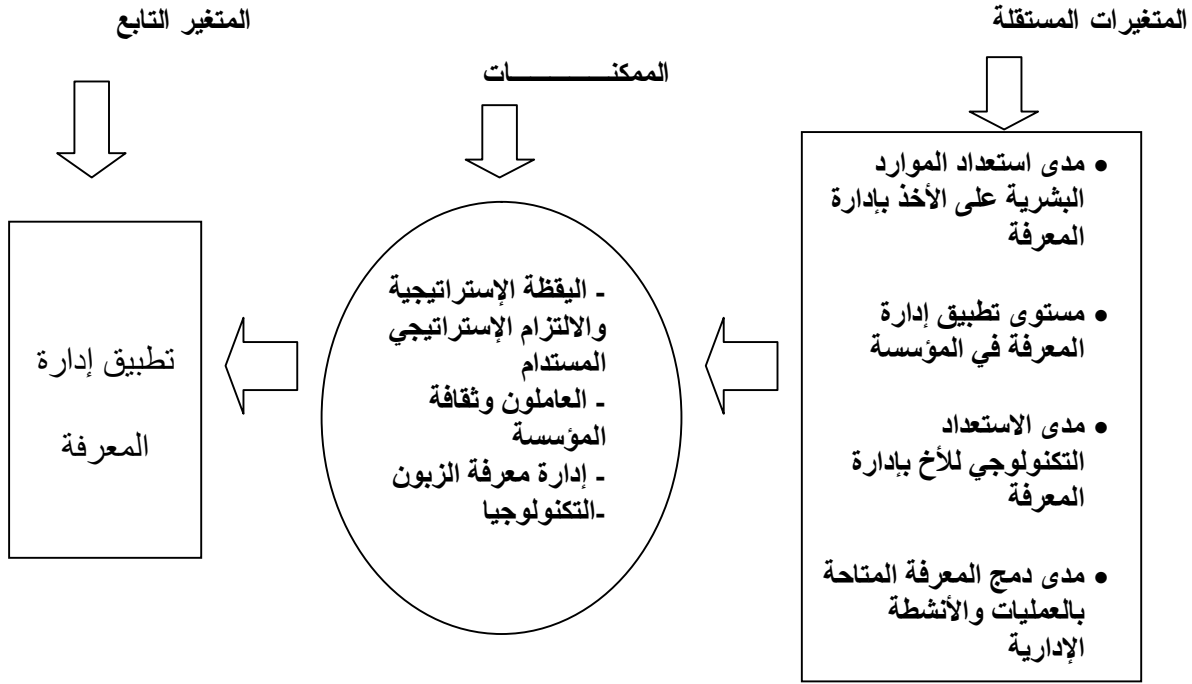 المتغيرات المستقلة
الممكنـــــــــــات
المتغير التابع
• مدى استعداد الموارد
البشرية على الأخذ بإدارة
المعرفة
• مستوى تطبيق إدارة
المعرفة في المؤسسة
• مدى الاستعداد
التكنولوجي للأخ بإدارة
المعرفة
• مدى دمج المعرفة المتاحة
بالعمليات والأنشطة
الإدارية
- اليقظة الإستراتيجية
والالتزام الإستراتيجي
المستدام
- العاملون وثقافة
المؤسسة
- إدارة معرفة الزبون
-التكنولوجيا
تطبيق إدارة
المعرفة